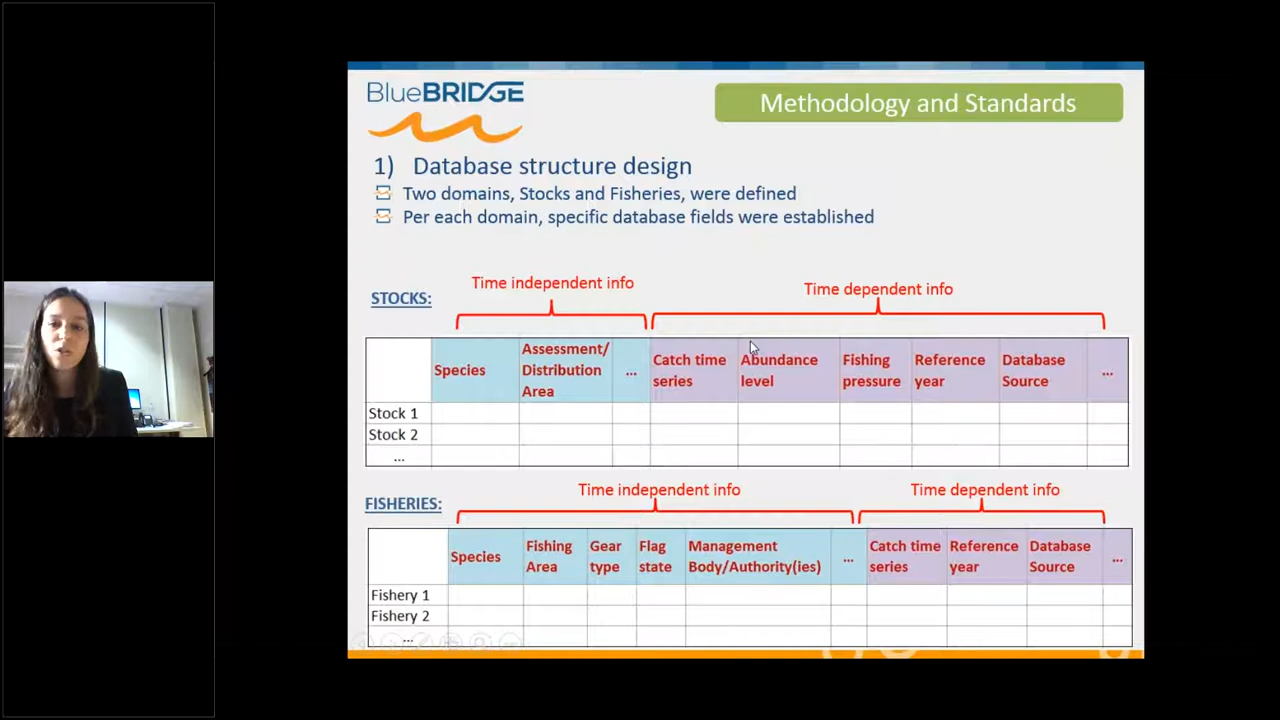 BlueBRIDGE
Methodology and Standards
1) Database structure design
Two domains, Stocks and Fisheries, were defined
Per each domain, specific database fields were established
STOCKS:
Time independent info
Time dependent info
Species
Assessment/
Distribution
Area
...
Catch time
series
Abundance
level
Fishing
pressure
Reference
year
Database
Source
...
Stock 1
Stock 2
...
FISHERIES:
Time independent info
Time dependent info
Species
Fishing
Area
Gear
type
Flag
state
Management
Body/Authority(ies)
...
Catch time
series
Reference
year
Database
Source
...
Fishery 1
Fishery 2
...